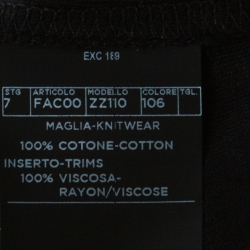 EXC 189
STG ARTICOLO MODELLO COLORE TGL.
7 FAC00 ZZ110 106
MAGLIA-KNITWEAR
100% COTONE-COTTON
INSERTO-TRIMS
100% VISCOSA-
RAYON/VISCOSE